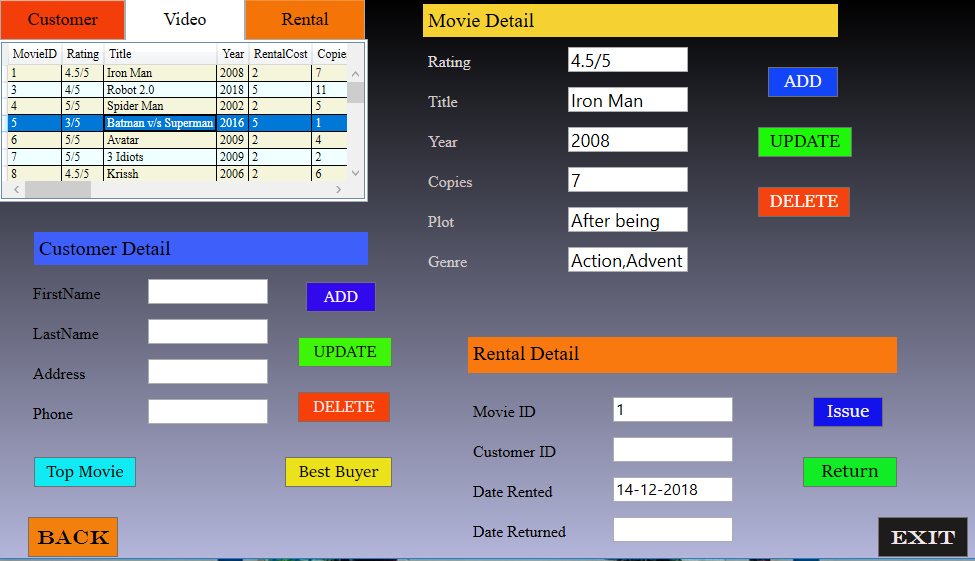 Customer Video Rental
MovieID Rating Title Year RentalCost Copies
1 4.5/5 Iron Man 2008 2 7
3 4/5 Robot 2.0 2018 5 11
4 5/5 Spider Man 2002 2 5
5 3/5 Batman v/s Superman 2016 5 1
6 5/5 Avatar 2009 2 4
7 5/5 3 Idiots 2009 2 2
8 4.5/5 Krissh 2006 2 6
Movie Detail
Rating 4.5/5 ADD
Title Iron Man
Year 2008 UPDATE
Copies 7 DELETE
Plot After being
Genre Action,Advent
Customer Detail
FirstName ADD
LastName UPDATE
Address
Phone DELETE
Top Movie Best Buyer
Rental Detail
Movie ID 1 Issue
Customer ID
Date Rented 14-12-2018 Return
Date Returned
BACK EXIT